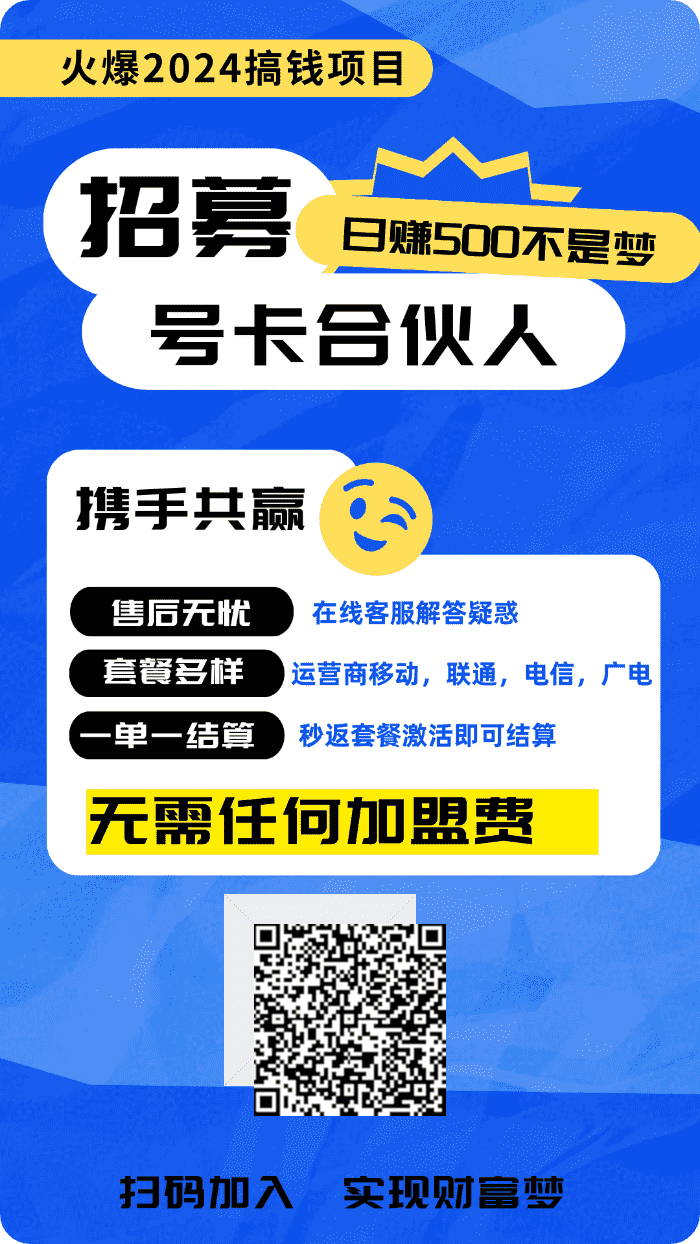 火爆2024搞钱项目
招募
日赚500不是梦
号卡合伙人
携手共赢
售后无忧
在线客服解答疑惑
套餐多样
运营商移动，联通，电信，广电
一单一结算
秒返套餐激活即可结算
无需任何加盟费
扫码加入 实现财富梦